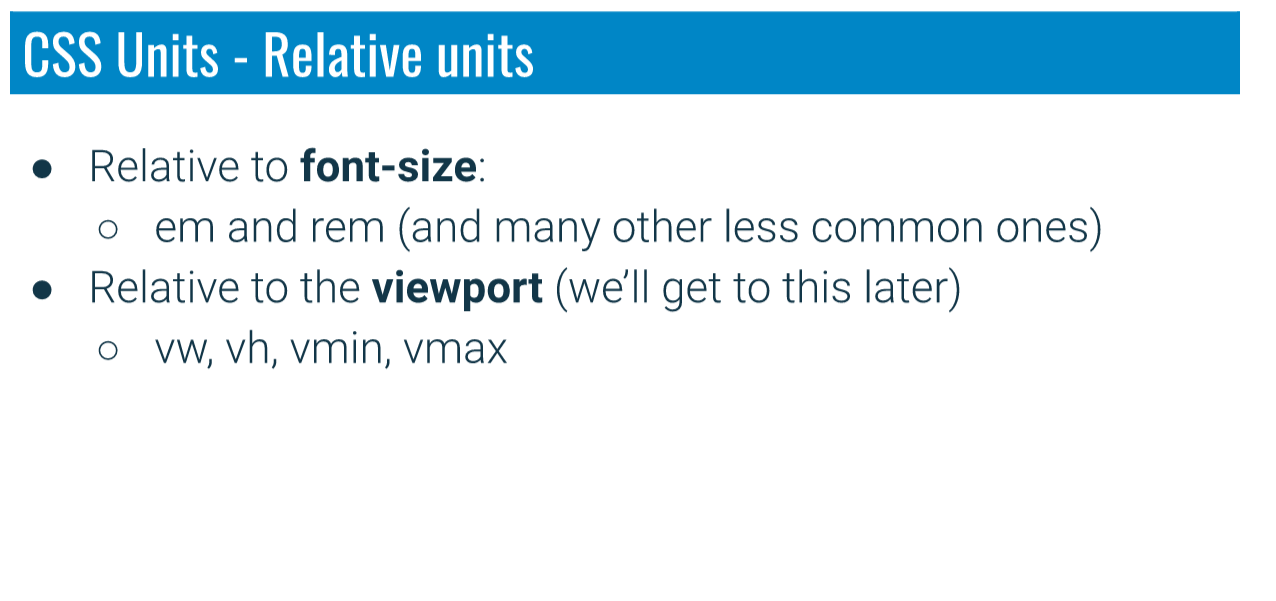 CSS Units - Relative units
● Relative to font-size:
○ em and rem (and many other less common ones)
● Relative to the viewport (we’ll get to this later)
○ vw, vh, vmin, vmax